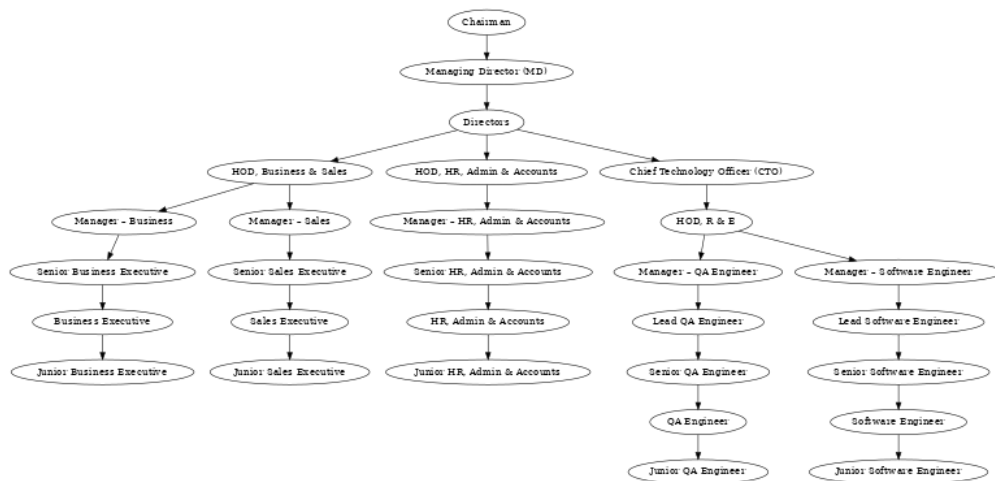 Chairman
Managing Director (MD)
Directors
HOD, Business & Sales
HOD, HR, Admin & Accounts
Chief Technology Officer (CTO)
Manager – Business
Manager – Sales
Manager – HR, Admin & Accounts
HOD, R & E
Senior Business Executive
Senior Sales Executive
Senior HR, Admin & Accounts
Manager – QA Engineer
Manager – Software Engineer
Business Executive
Sales Executive
HR, Admin & Accounts
Lead QA Engineer
Lead Software Engineer
Junior Business Executive
Junior Sales Executive
Junior HR, Admin & Accounts
Senior QA Engineer
Senior Software Engineer
QA Engineer
Software Engineer
Junior QA Engineer
Junior Software Engineer